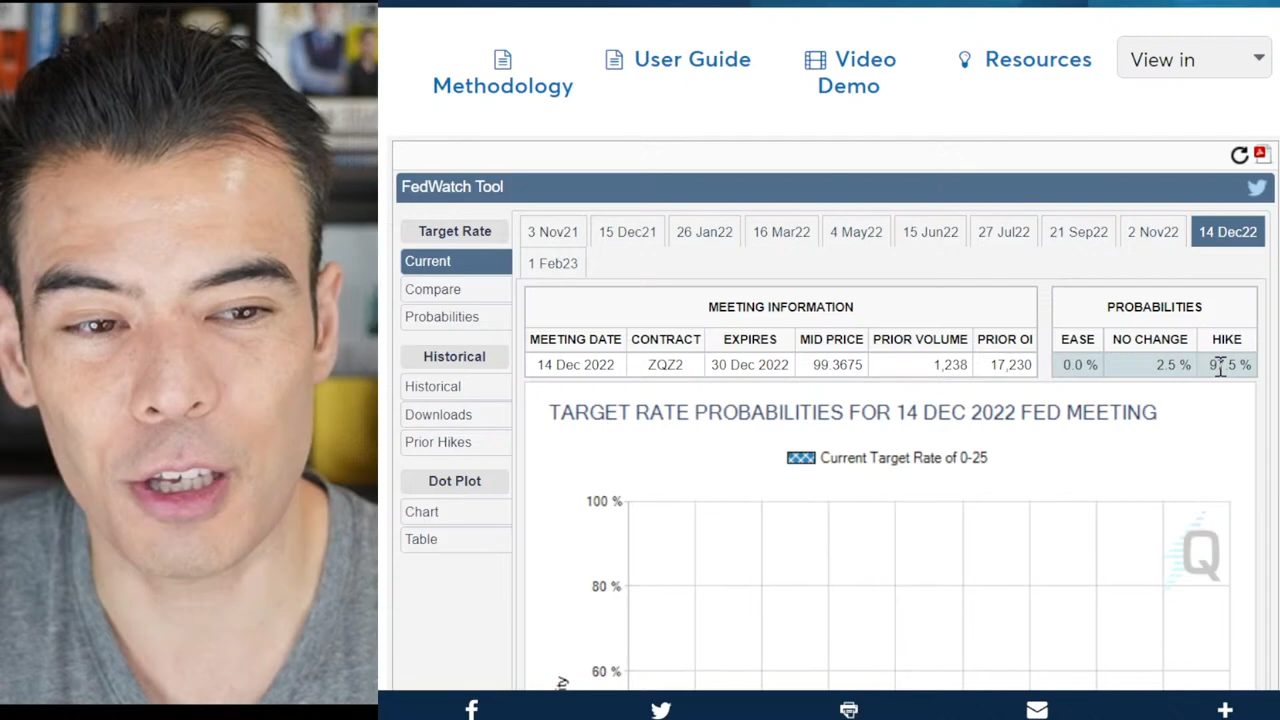 Methodology
User Guide
Video Demo
Resources
View in
FedWatch Tool
Target Rate
Current
Compare
Probabilities
Historical
Historical
Downloads
Prior Hikes
Dot Plot
Chart
Table
3 Nov21 15 Dec21 26 Jan22 16 Mar22 4 May22 15 Jun22 27 Jul22 21 Sep22 2 Nov22 14 Dec22
1 Feb23
MEETING INFORMATION
MEETING DATE CONTRACT EXPIRES MID PRICE PRIOR VOLUME PRIOR OI
14 Dec 2022 ZQZ2 30 Dec 2022 99.3675 1,238 17,230
PROBABILITIES
EASE NO CHANGE HIKE
0.0 % 2.5 %
TARGET RATE PROBABILITIES FOR 14 DEC 2022 FED MEETING
Current Target Rate of 0-25
100 %
80 %
60 %
Q